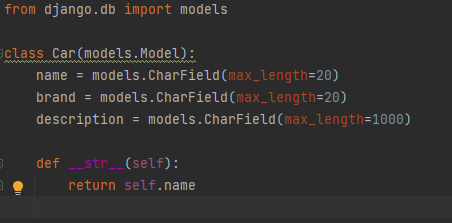 from django.db import models
class Car(models.Model):
    name = models.CharField(max_length=20)
    brand = models.CharField(max_length=20)
    description = models.CharField(max_length=1000)
    def __str__(self):
        return self.name